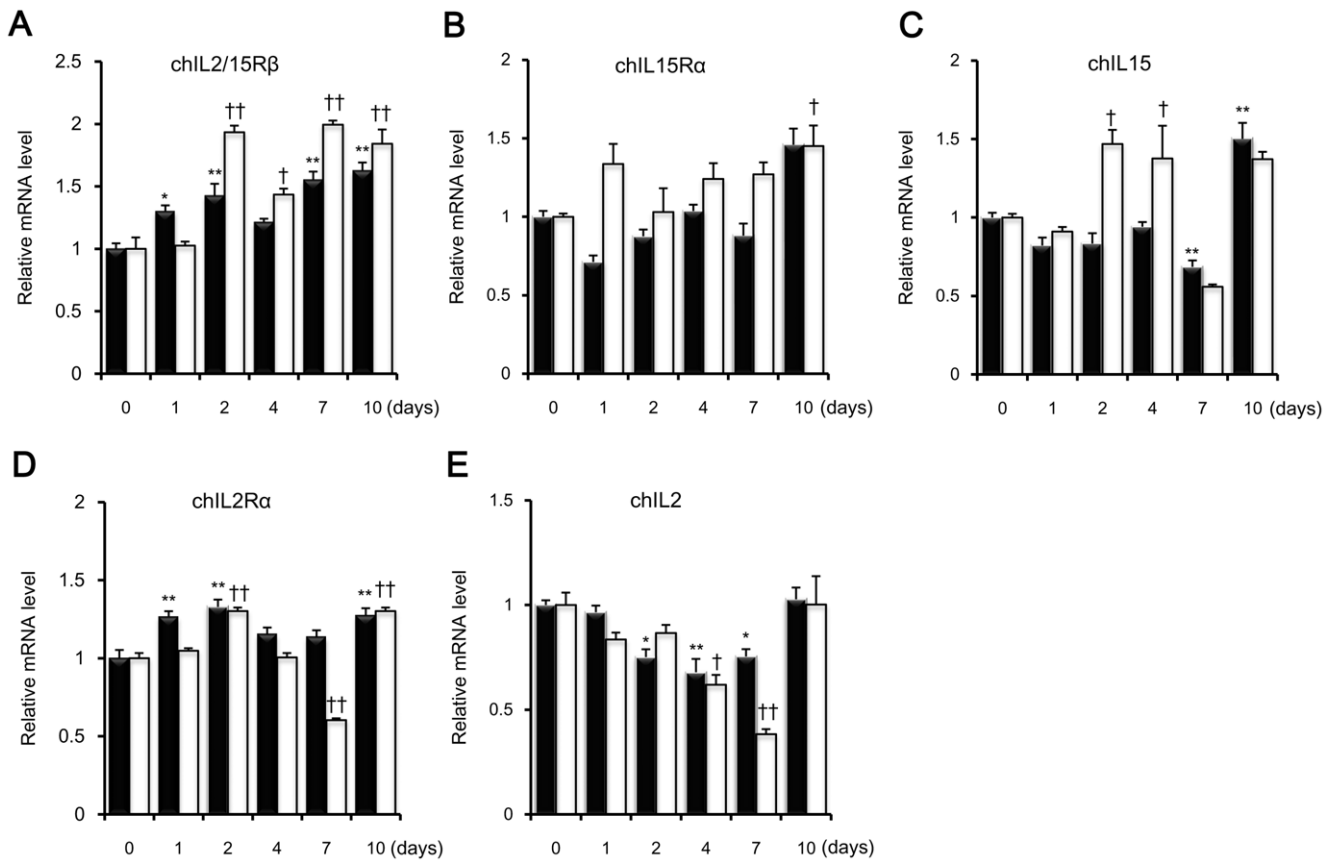 A
chIL2/15Rβ
Relative mRNA level
2.5
2
1.5
1
0.5
0
* ** ** **
†† † †† ††
0 1 2 4 7 10 (days)
B
chIL15Rα
Relative mRNA level
2
1.5
1
0.5
0
†
0 1 2 4 7 10 (days)
C
chIL15
Relative mRNA level
2
1.5
1
0.5
0
† † ** **
0 1 2 4 7 10 (days)
D
chIL2Rα
Relative mRNA level
2
1.5
1
0.5
0
** ** †† †† ** ††
0 1 2 4 7 10 (days)
E
chIL2
Relative mRNA level
1.5
1
0.5
0
* ** † * ††
0 1 2 4 7 10 (days)